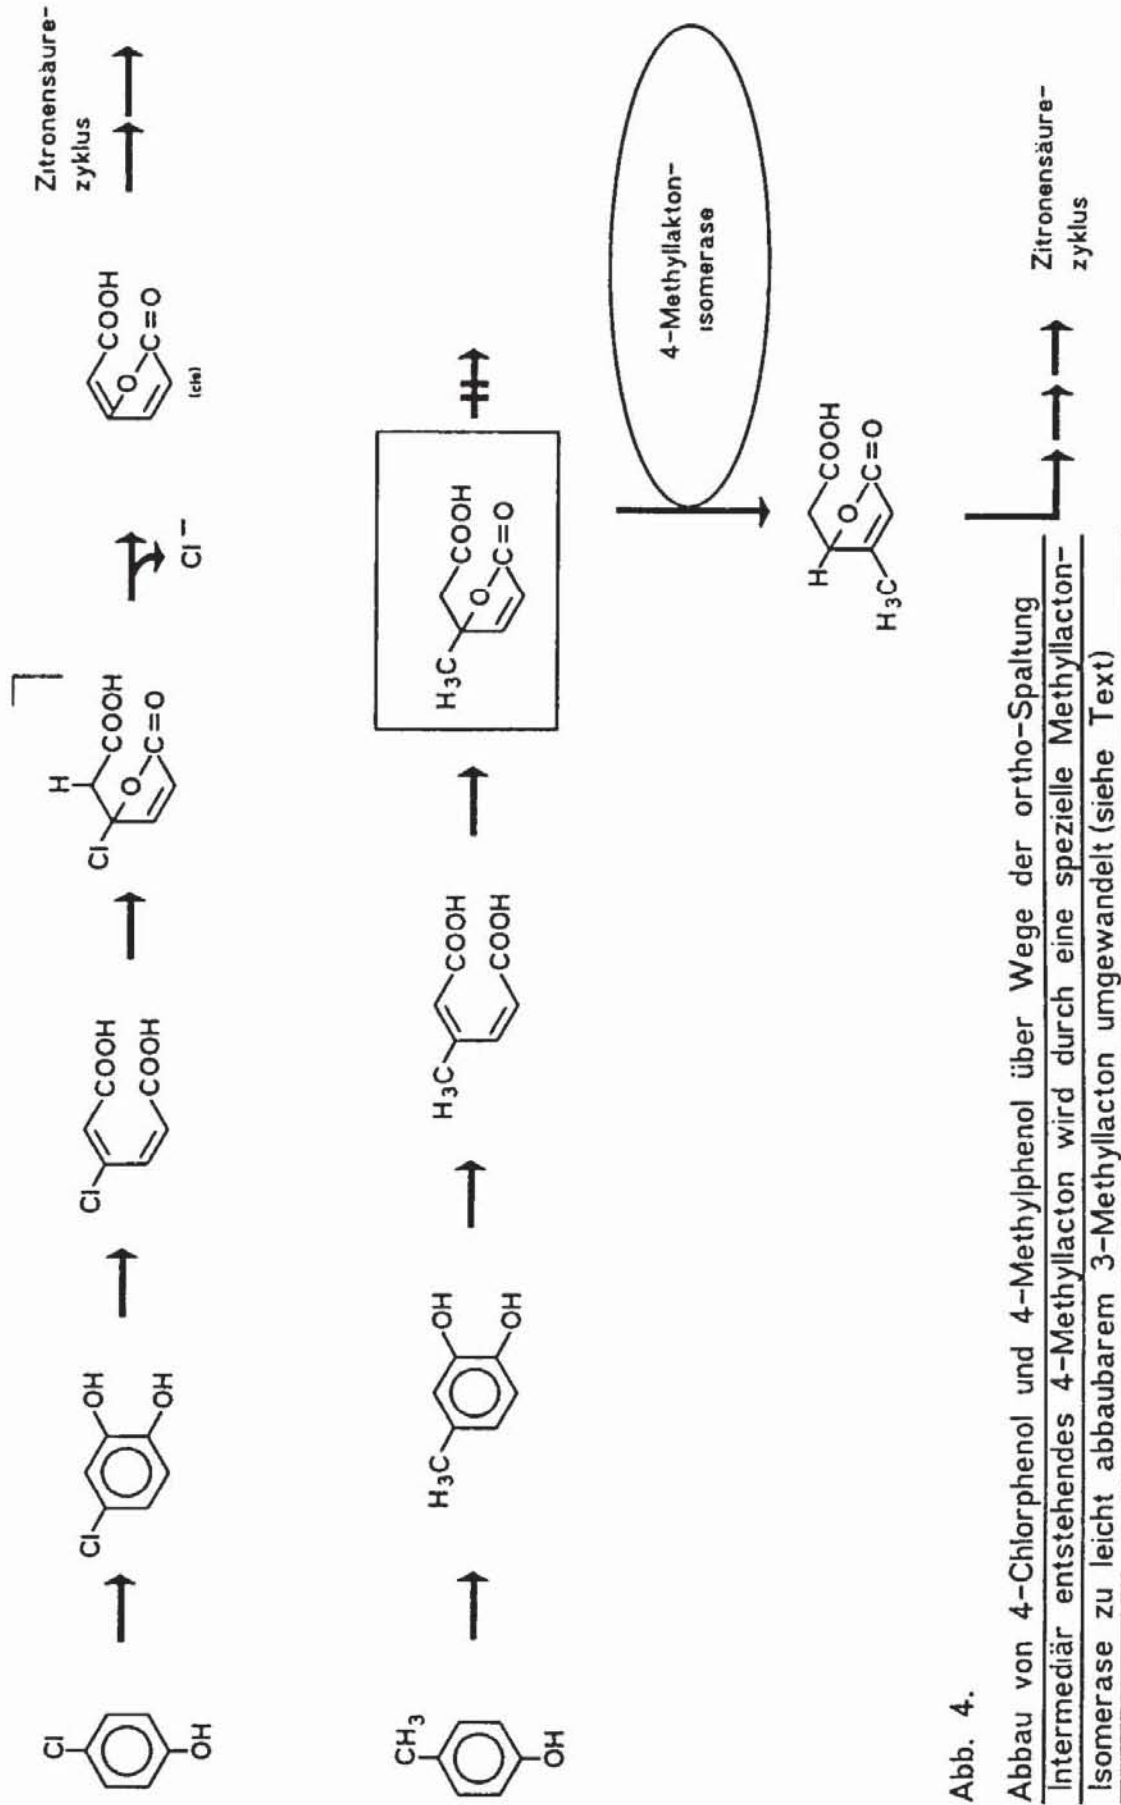 Cl
OH
Cl
OH
OH
Cl
COOH
COOH
H
Cl
COOH
O
C=O
Cl−
COOH
O
C=O
(cis)
Zitronensäure-
zyklus
CH3
OH
H3C
OH
OH
H3C
COOH
COOH
H3C
COOH
O
C=O
4-Methyllakton-
isomerase
H
COOH
O
C=O
H3C
Zitronensäure-
zyklus
Abb. 4.
Abbau von 4-Chlorphenol und 4-Methylphenol über Wege der ortho-Spaltung
Intermediär entstehendes 4-Methyllacton wird durch eine spezielle Methyllacton-
Isomerase zu leicht abbaubarem 3-Methyllacton umgewandelt (siehe Text)